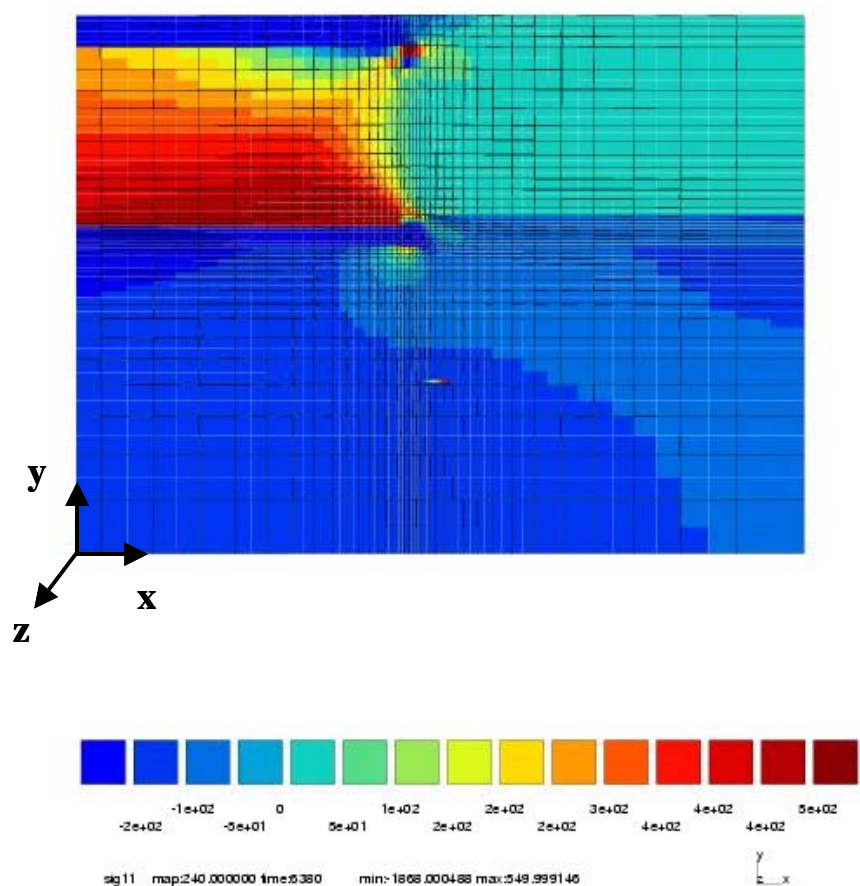 y
x
z
-1e+02 0 1e+02 2e+02 3e+02 4e+02 5e+02
-2e+02 -5e+01 5e+01 2e+02 2e+02 4e+02 4e+02
sig11 map:240.000000 time:6380 min:-1868.000488 max:549.999146
y
z x